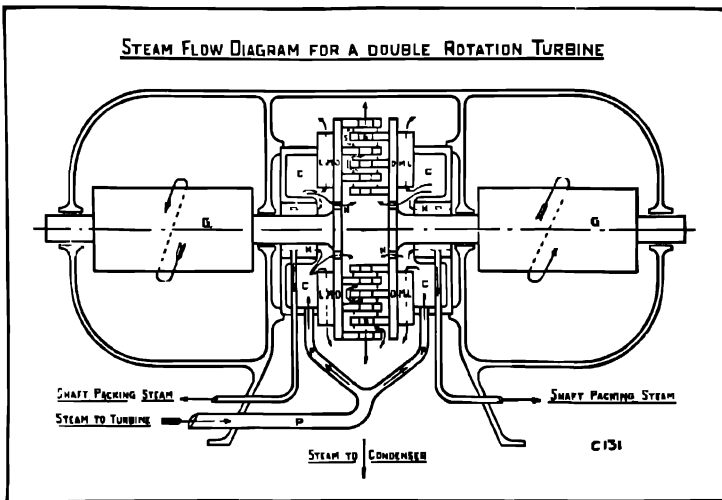 STEAM FLOW DIAGRAM FOR A DOUBLE ROTATION TURBINE
C
C
G
G
N
C
C
SHAFT PACKING STEAM
SHAFT PACKING STEAM
STEAM TO TURBINE
P
STEAM TO CONDENSER
C131